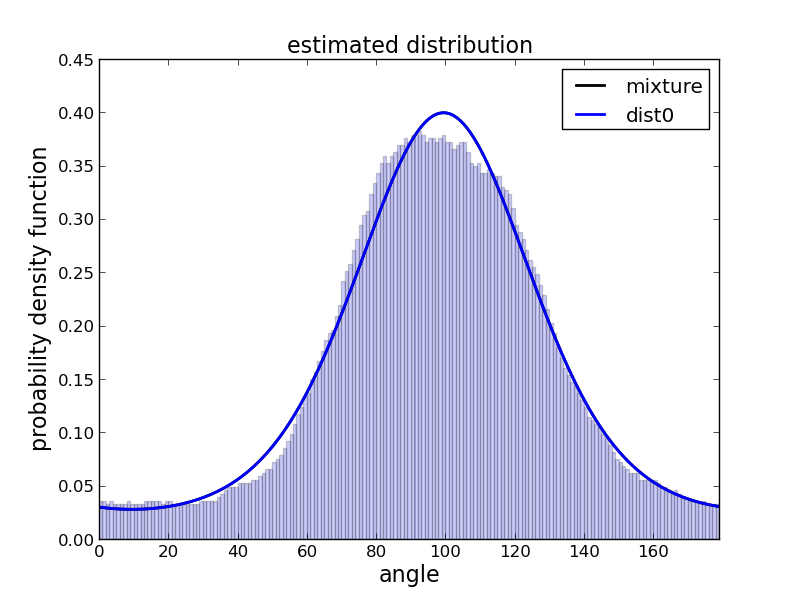 estimated distribution
mixture
dist0
probability density function
0.45
0.40
0.35
0.30
0.25
0.20
0.15
0.10
0.05
0.00
0 20 40 60 80 100 120 140 160
angle